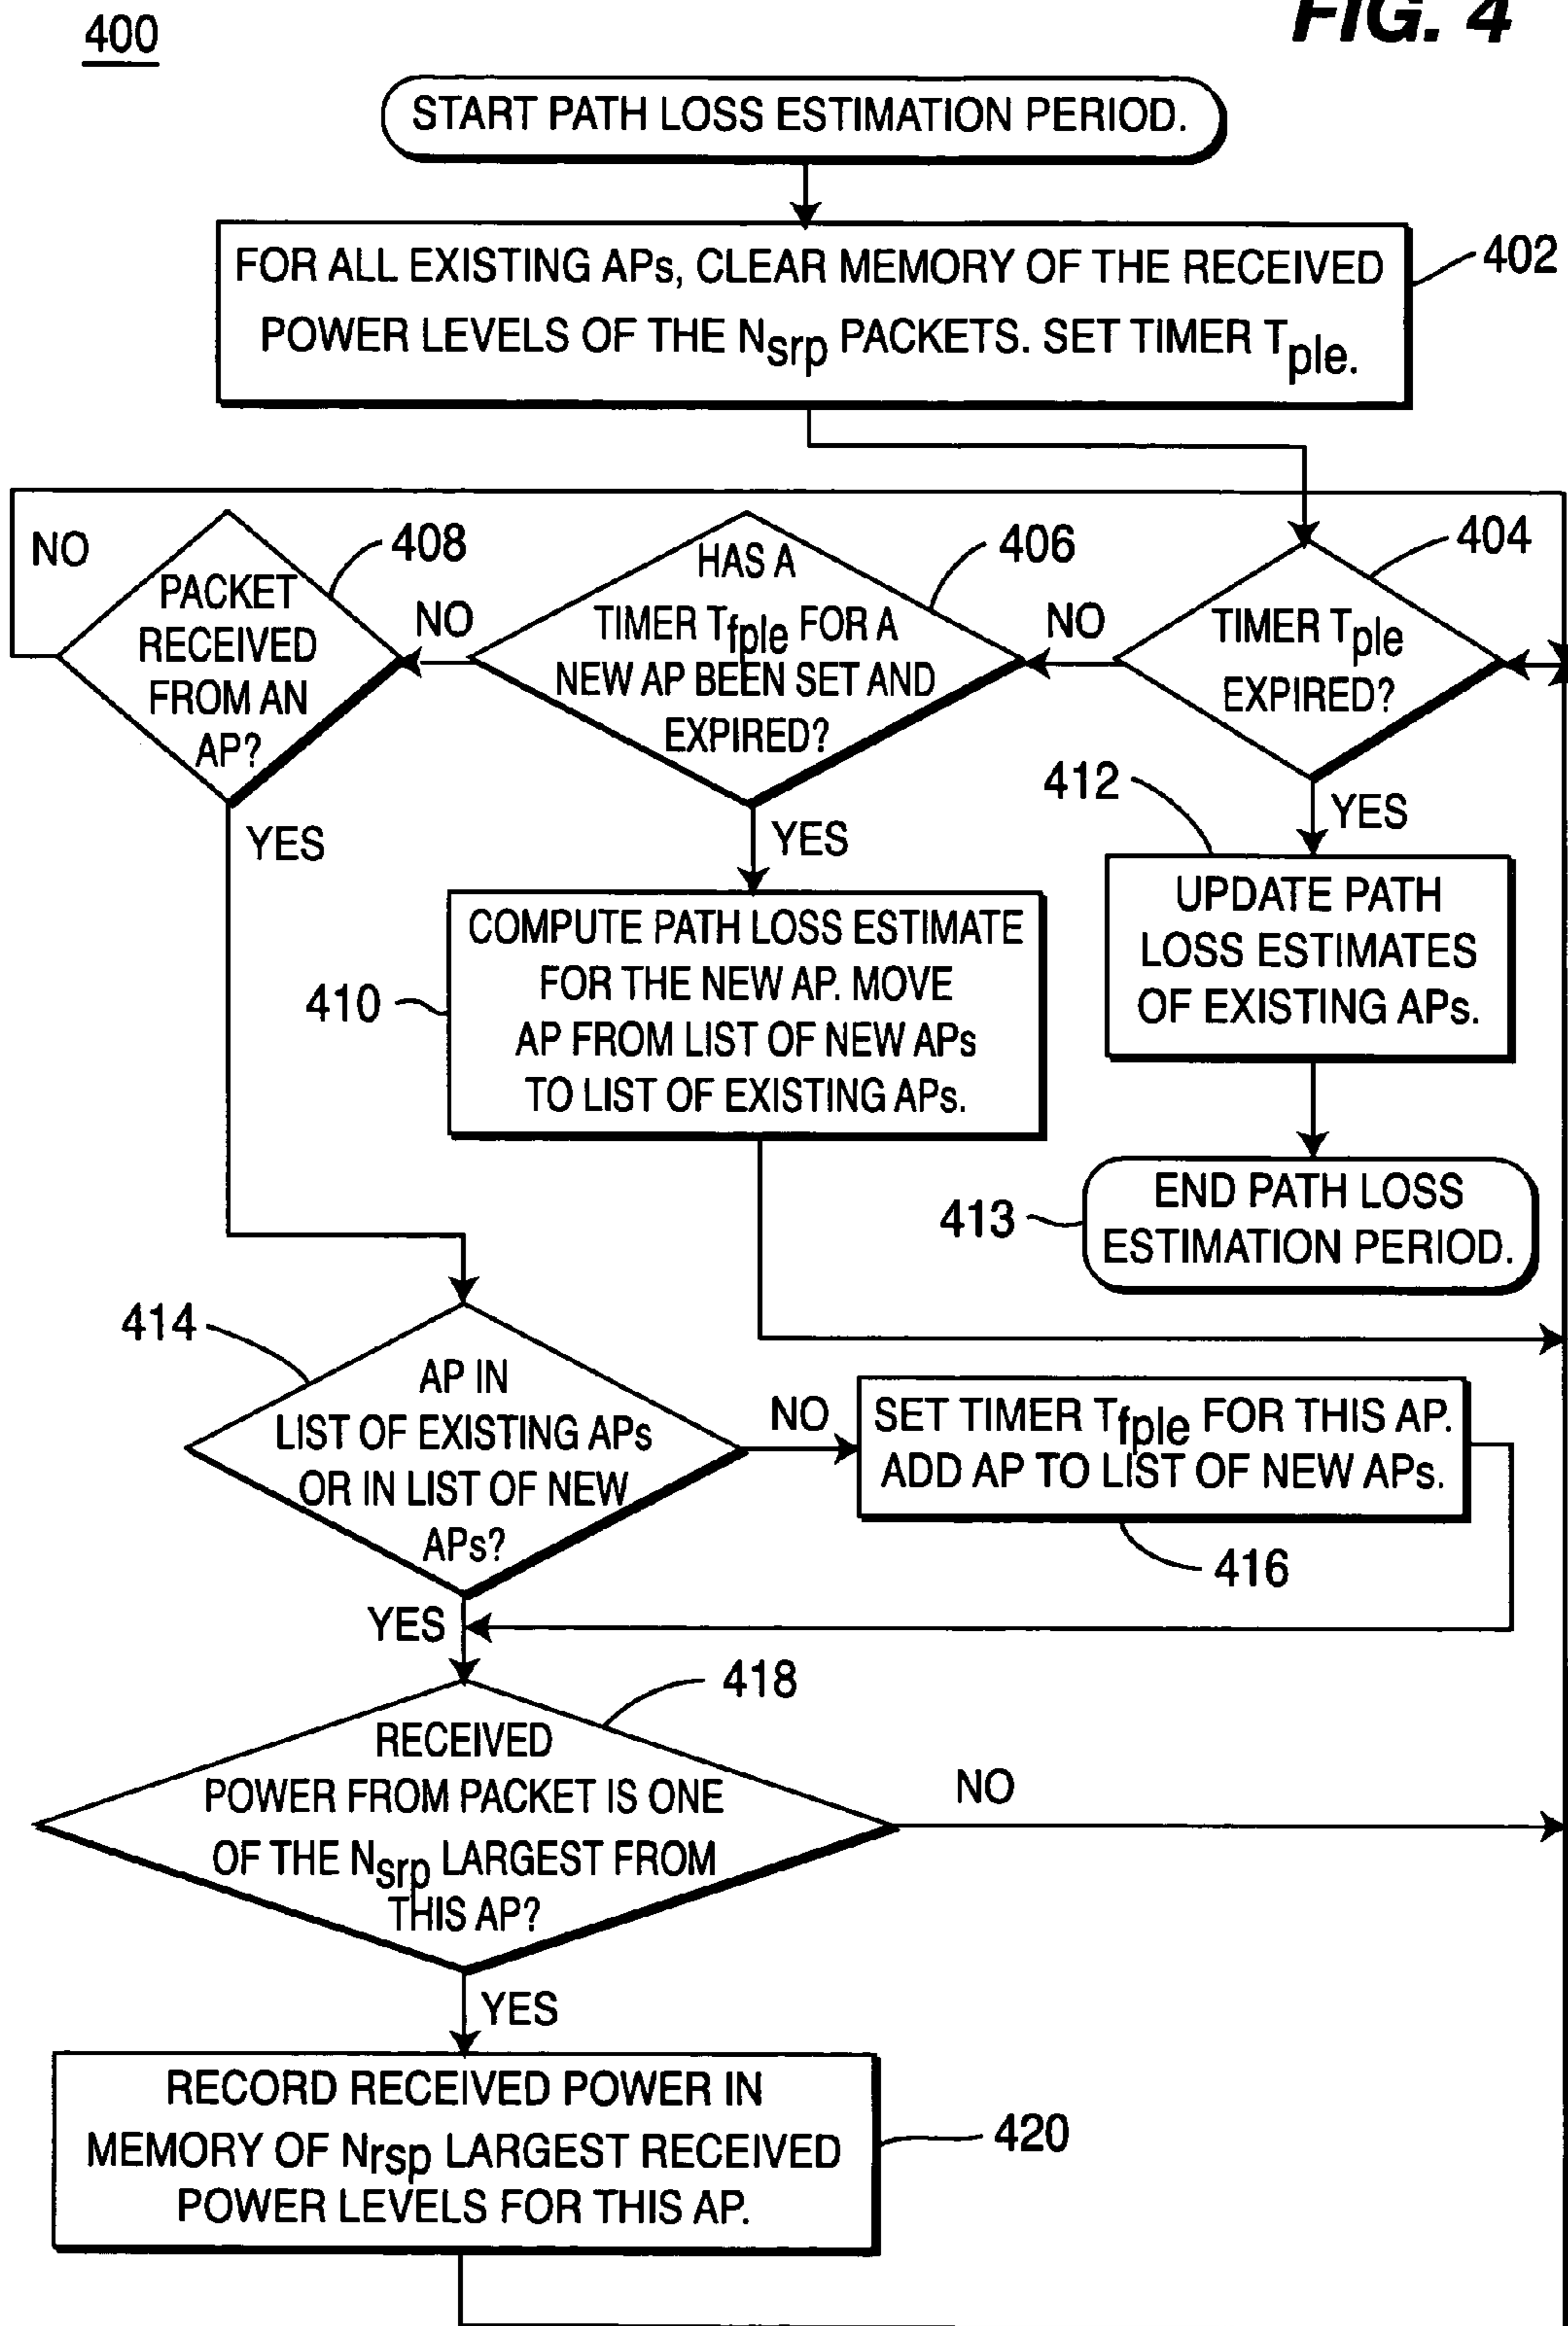 FIG. 4
400
START PATH LOSS ESTIMATION PERIOD.
FOR ALL EXISTING APs, CLEAR MEMORY OF THE RECEIVED
POWER LEVELS OF THE Nsrp PACKETS. SET TIMER Tple.
402
NO
PACKET
RECEIVED
FROM AN
AP?
408
NO
HAS A
TIMER Tfple FOR A
NEW AP BEEN SET AND
EXPIRED?
406
NO
TIMER Tple
EXPIRED?
404
YES
YES
412
YES
COMPUTE PATH LOSS ESTIMATE
FOR THE NEW AP. MOVE
AP FROM LIST OF NEW APs
TO LIST OF EXISTING APs.
410
UPDATE PATH
LOSS ESTIMATES
OF EXISTING APs.
413
END PATH LOSS
ESTIMATION PERIOD.
414
AP IN
LIST OF EXISTING APs
OR IN LIST OF NEW
APs?
NO
SET TIMER Tfple FOR THIS AP.
ADD AP TO LIST OF NEW APs.
416
YES
418
RECEIVED
POWER FROM PACKET IS ONE
OF THE Nsrp LARGEST FROM
THIS AP?
NO
YES
RECORD RECEIVED POWER IN
MEMORY OF Nrsp LARGEST RECEIVED
POWER LEVELS FOR THIS AP.
420